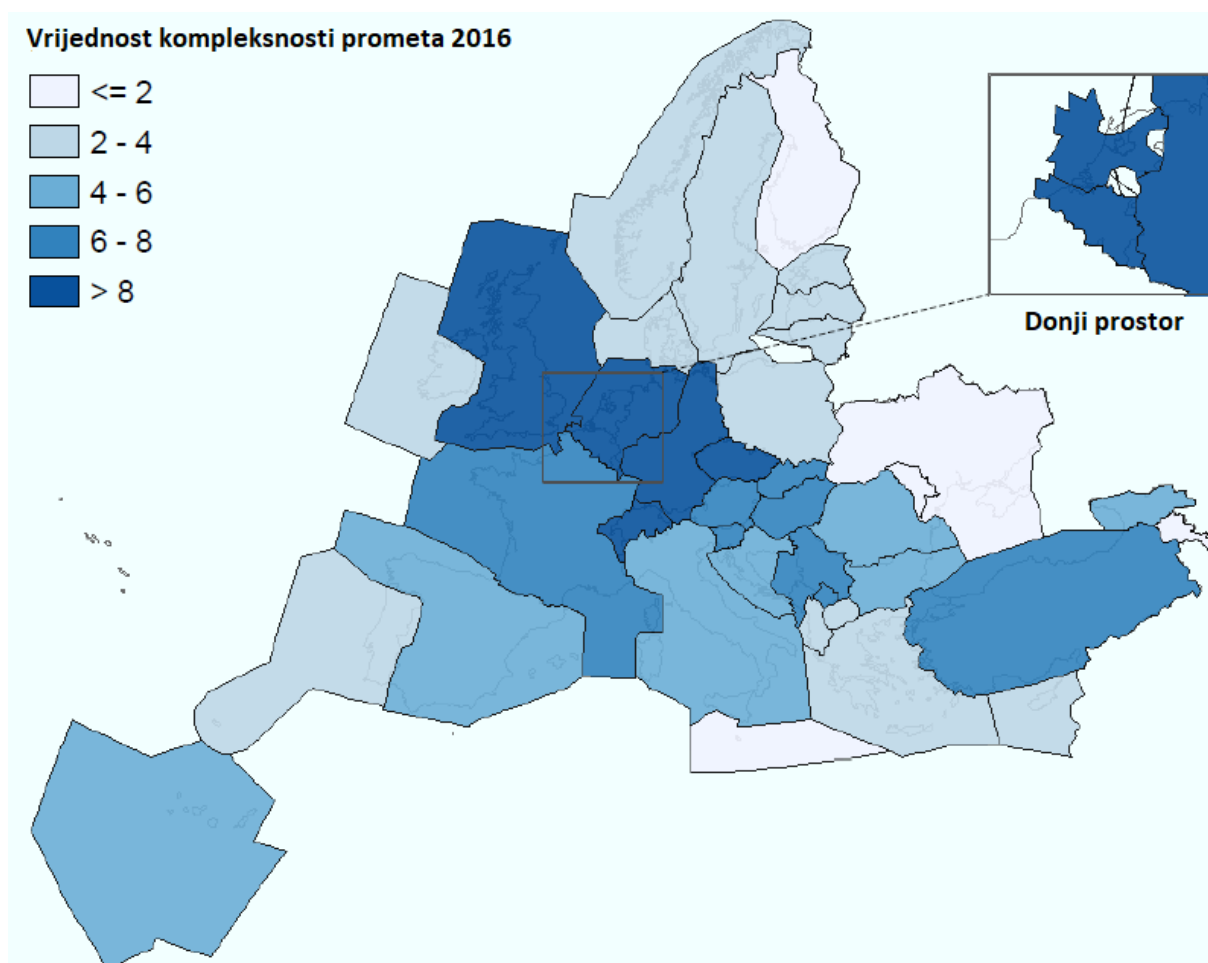 Vrijednost kompleksnosti prometa 2016
<= 2
2 - 4
4 - 6
6 - 8
> 8
Donji prostor